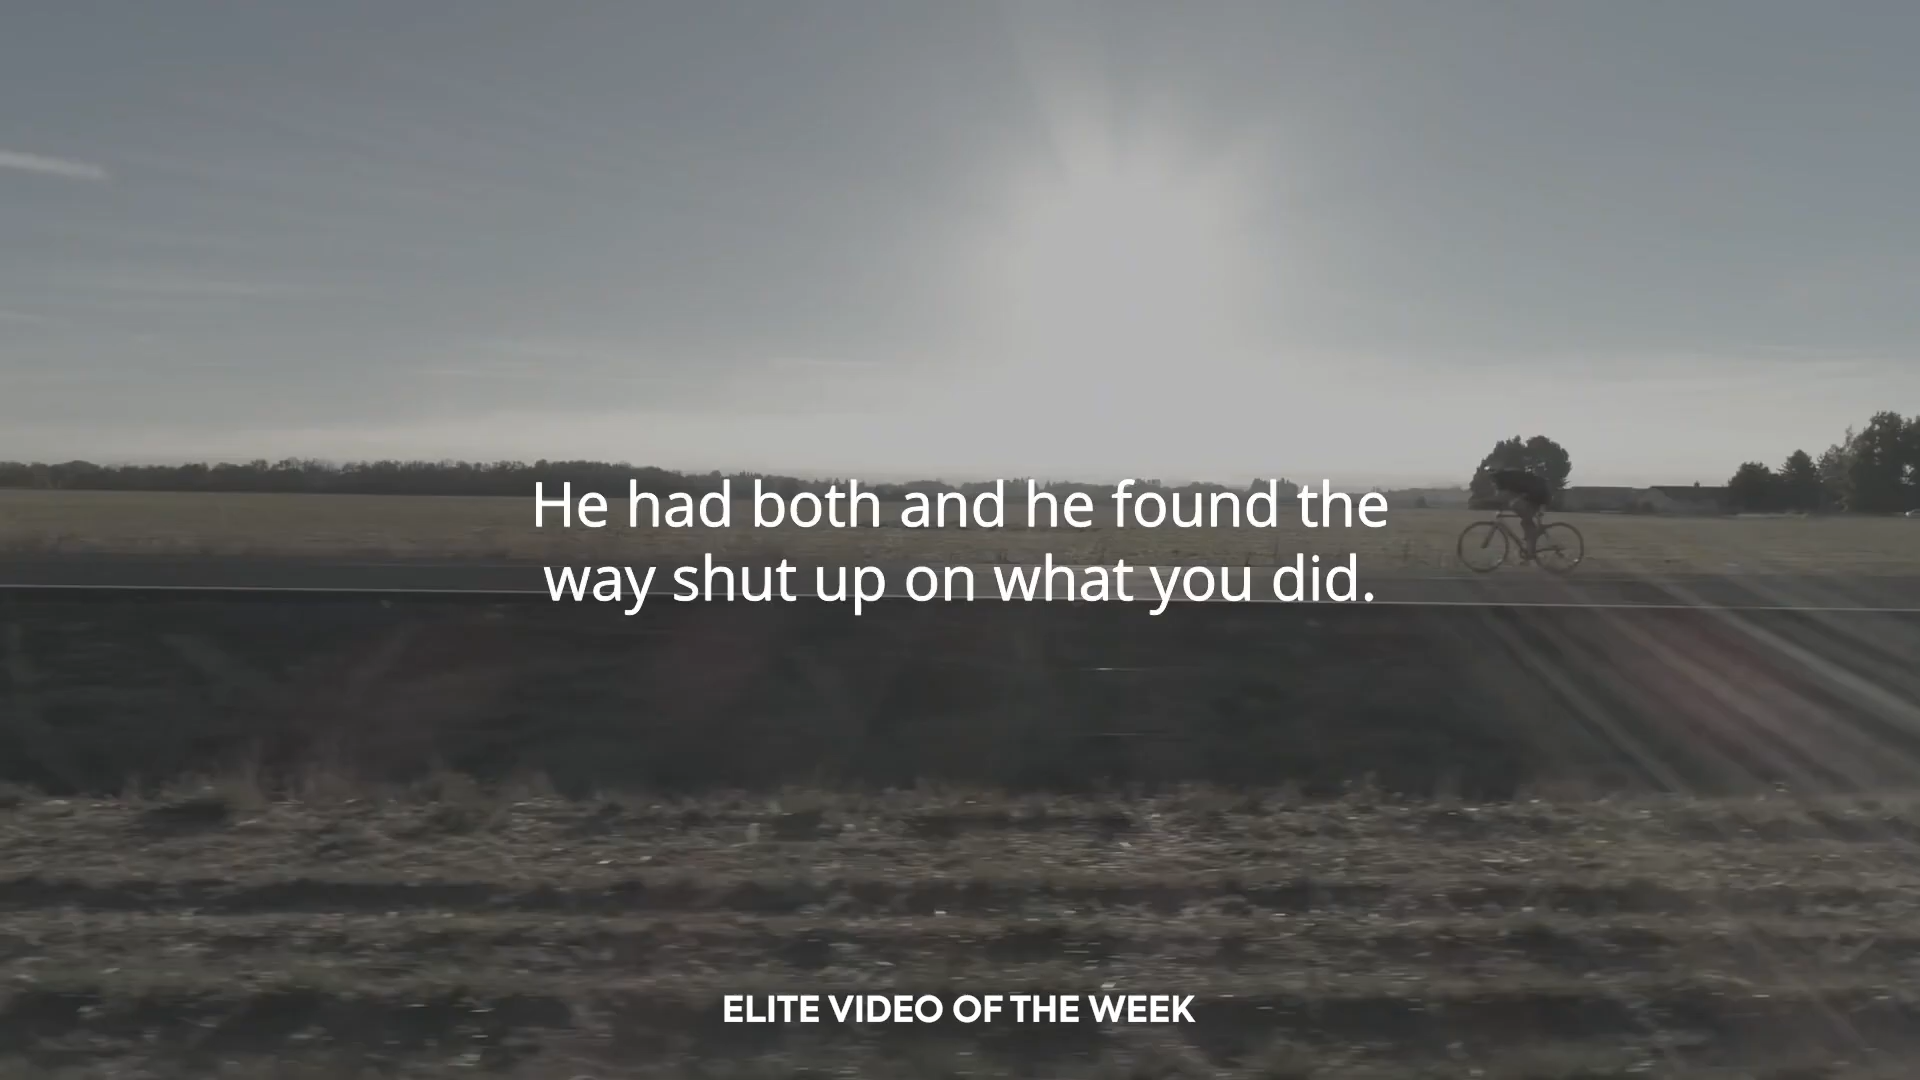 He had both and he found the
way shut up on what you did.
ELITE VIDEO OF THE WEEK